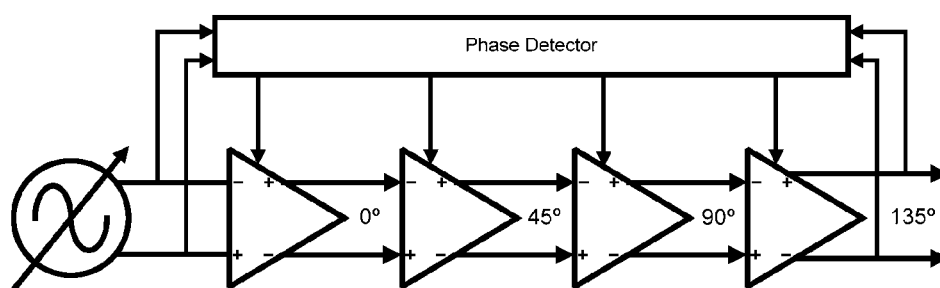 Phase Detector
− + − + − + − +
0º 45º 90º 135º
+ − + − + − + −